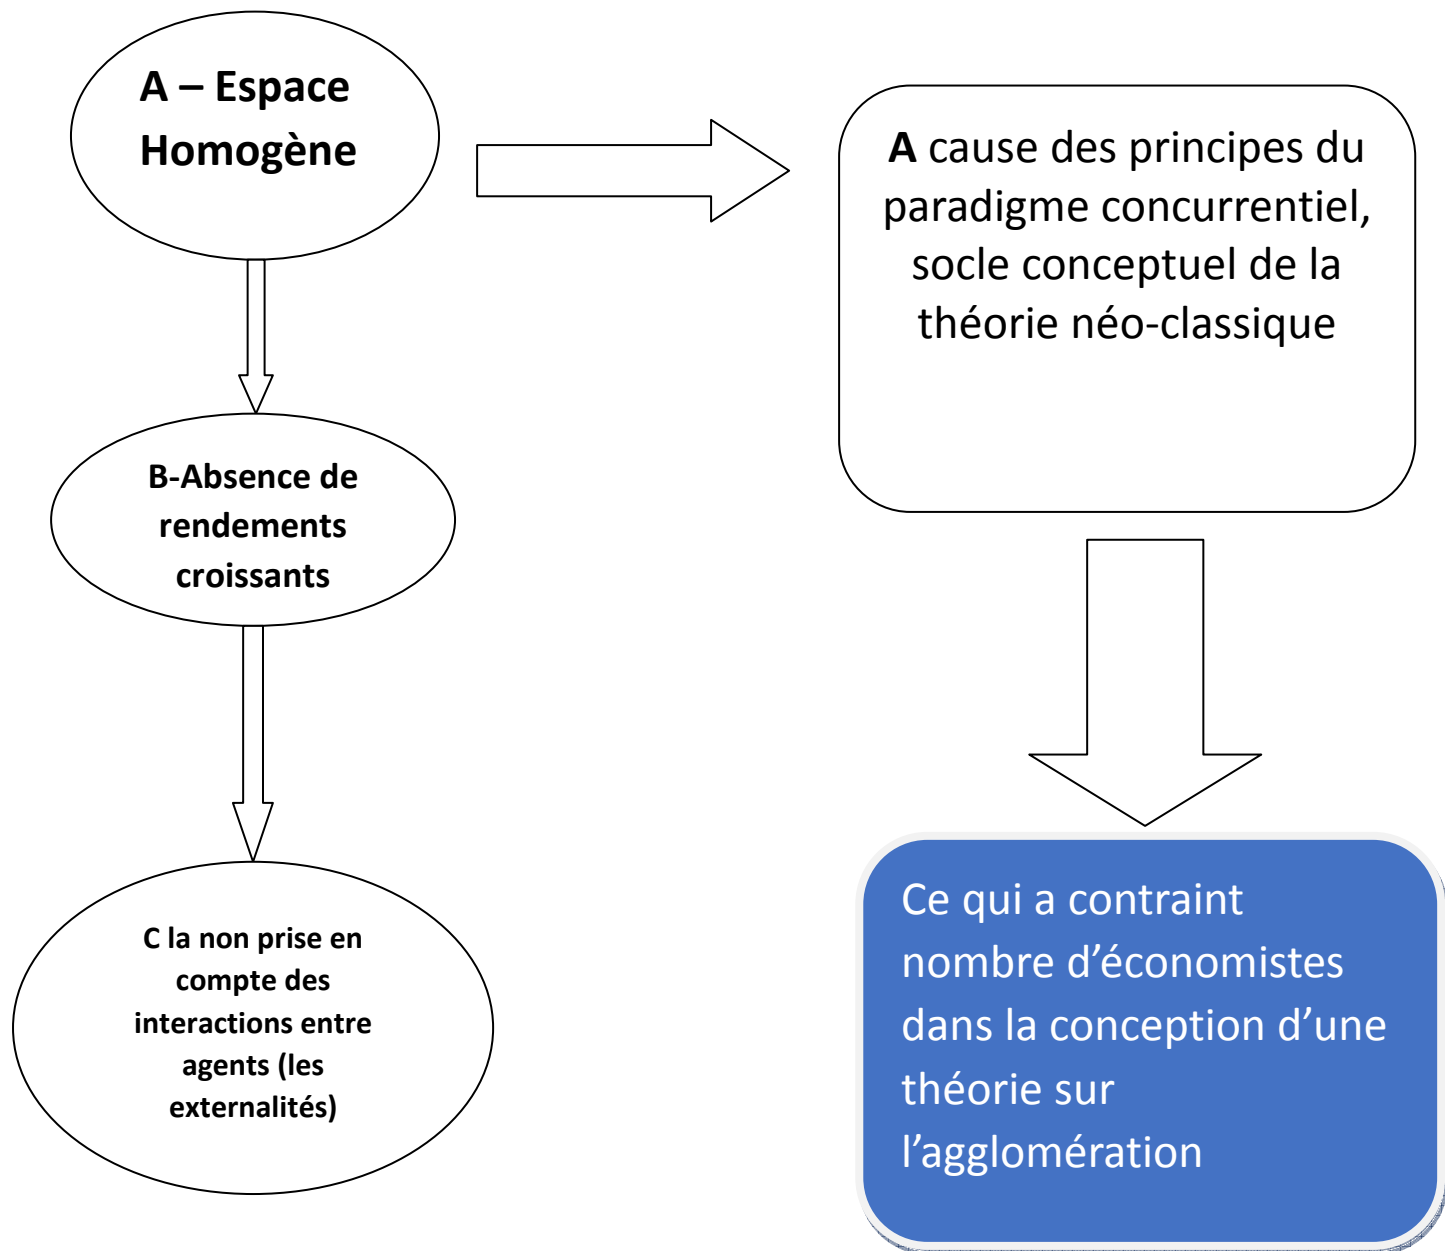 A – Espace
Homogène
A cause des principes du
paradigme concurrentiel,
socle conceptuel de la
théorie néo-classique
B-Absence de
rendements
croissants
C la non prise en
compte des
interactions entre
agents (les
externalités)
Ce qui a contraint
nombre d’économistes
dans la conception d’une
théorie sur
l’agglomération